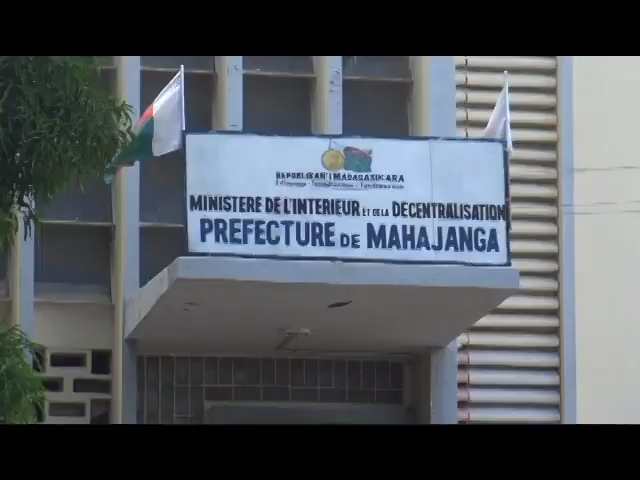 REPOBLIKAN'I MADAGASIKARA
MINISTERE DE L'INTERIEUR ET DE LA DECENTRALISATION
PREFECTURE DE MAHAJANGA